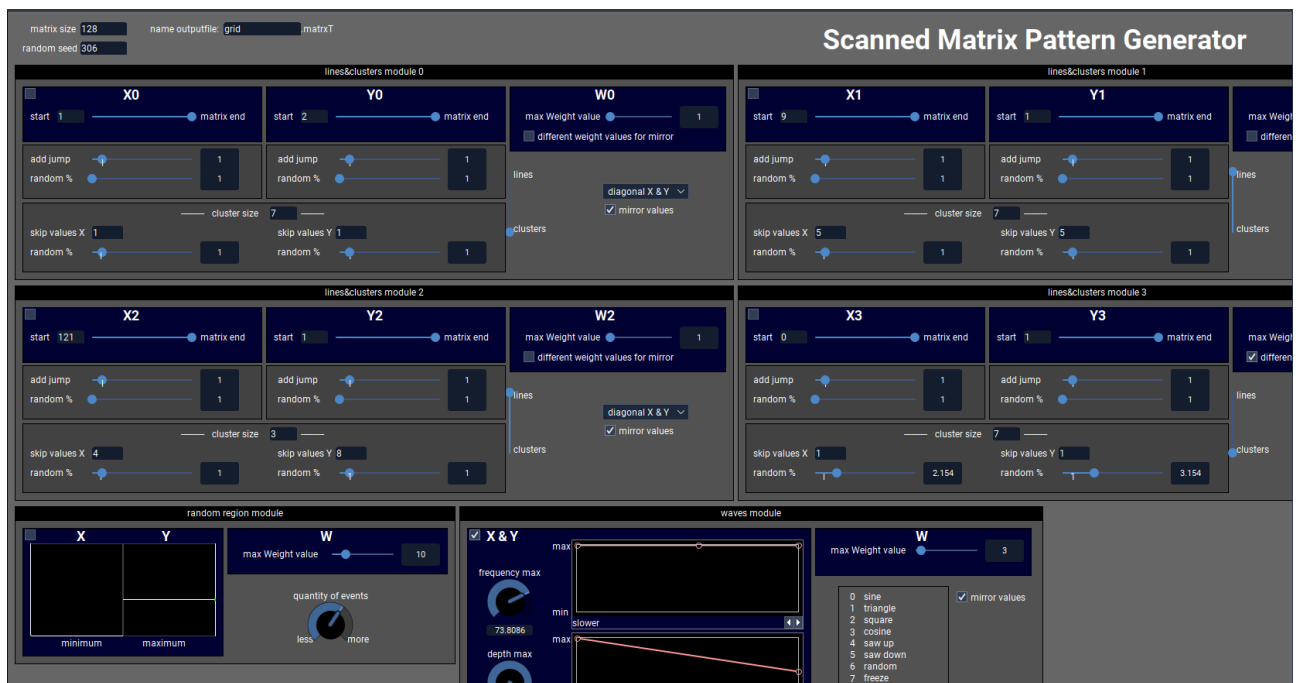 matrix size 128 name outputfile: grid .matrxT
random seed 306
Scanned Matrix Pattern Generator
lines&clusters module 0
X0 Y0 W0
start 1 matrix end start 2 matrix end max Weight value 1
different weight values for mirror
add jump 1 add jump 1
random % 1 random % 1
lines
diagonal X & Y
mirror values
clusters
cluster size 7
skip values X 1 skip values Y 1
random % 1 random % 1
lines&clusters module 1
X1 Y1
start 9 matrix end start 1 matrix end max Weigh
differen
add jump 1 add jump 1
random % 1 random % 1
lines
clusters
cluster size 7
skip values X 5 skip values Y 5
random % 1 random % 1
lines&clusters module 2
X2 Y2 W2
start 121 matrix end start 1 matrix end max Weight value 1
different weight values for mirror
add jump 1 add jump 1
random % 1 random % 1
lines
diagonal X & Y
mirror values
clusters
cluster size 3
skip values X 4 skip values Y 8
random % 1 random % 1
lines&clusters module 3
X3 Y3
start 0 matrix end start 1 matrix end max Weigh
differen
add jump 1 add jump 1
random % 1 random % 1
lines
clusters
cluster size 7
skip values X 1 skip values Y 1
random % 2.154 random % 3.154
random region module
X Y W
max Weight value 10
quantity of events
less more
minimum maximum
waves module
X & Y W
max
max Weight value 3
frequency max
73.8086
min
slower
max
depth max
0 sine
1 triangle
2 square
3 cosine
4 saw up
5 saw down
6 random
7 freeze
mirror values